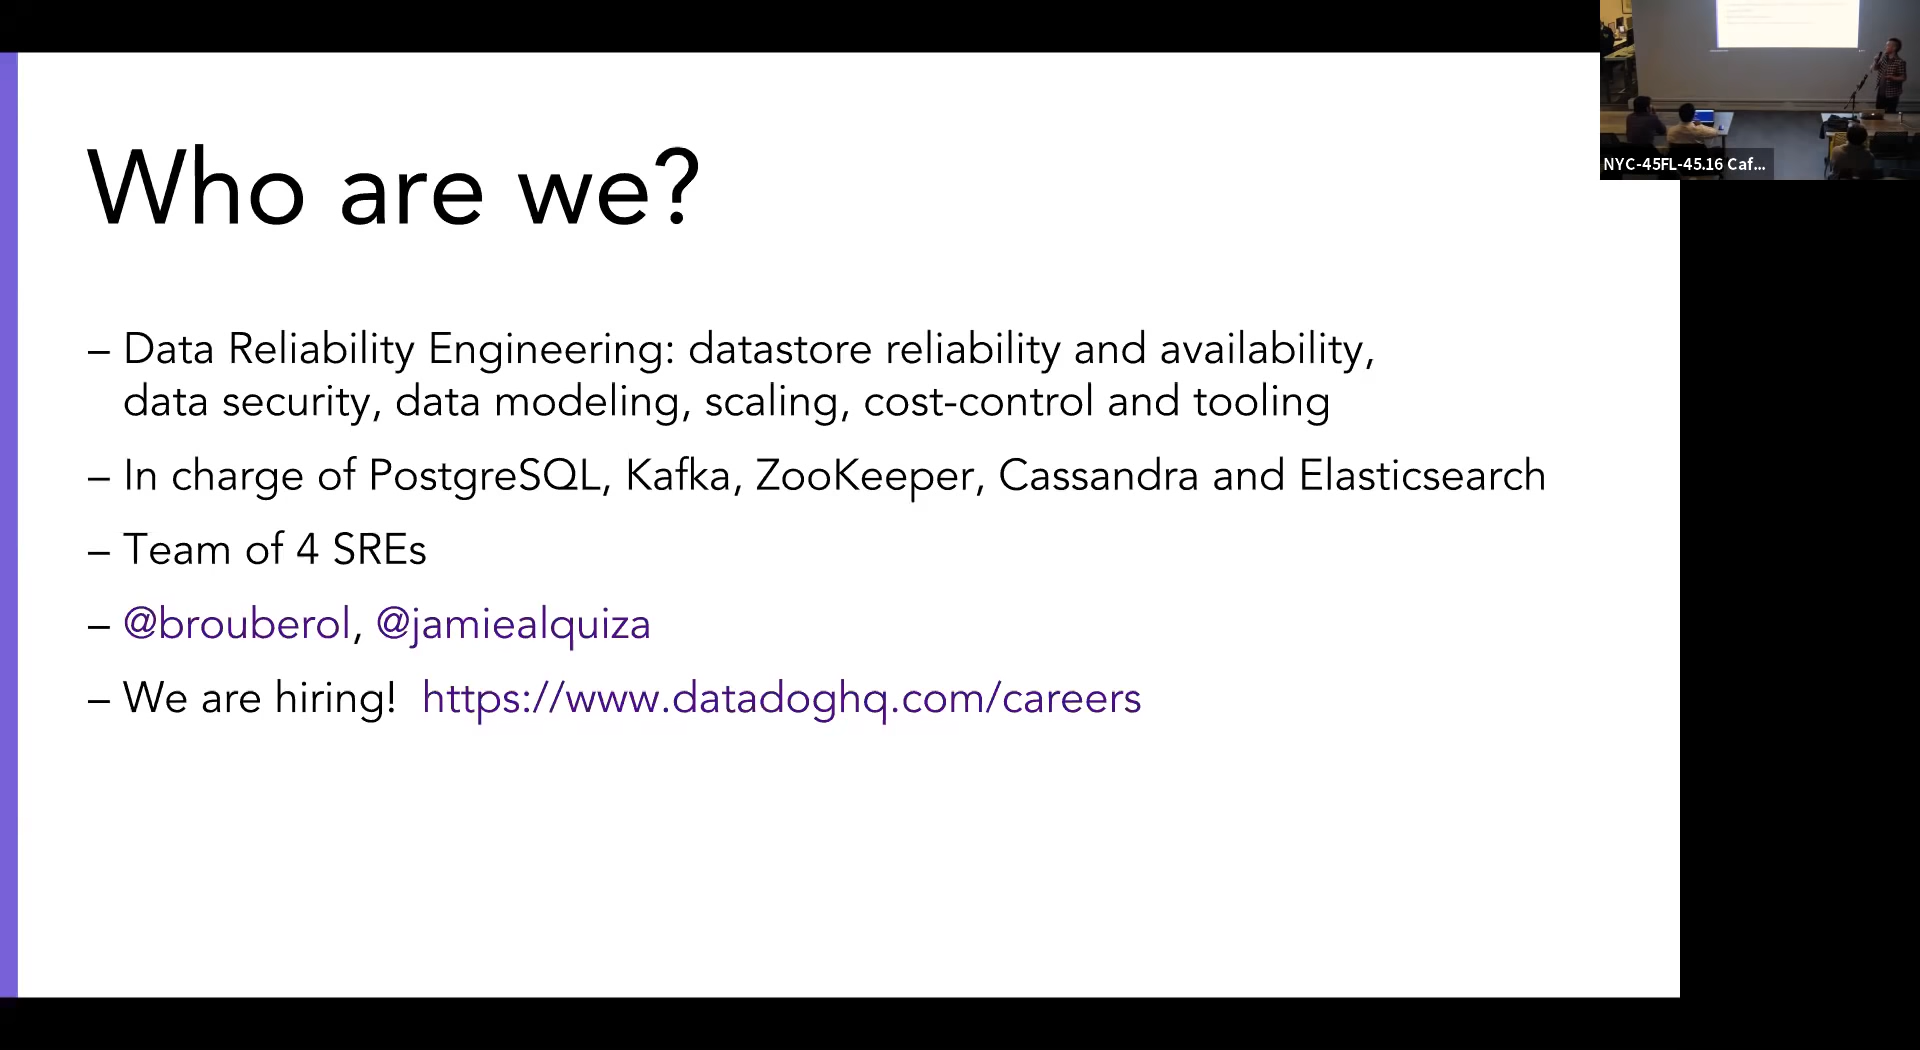 Who are we?
– Data Reliability Engineering: datastore reliability and availability,
data security, data modeling, scaling, cost-control and tooling
– In charge of PostgreSQL, Kafka, ZooKeeper, Cassandra and Elasticsearch
– Team of 4 SREs
– @brouberol, @jamiealquiza
– We are hiring!  https://www.datadoghq.com/careers
NYC-45FL-45.16 Caf...